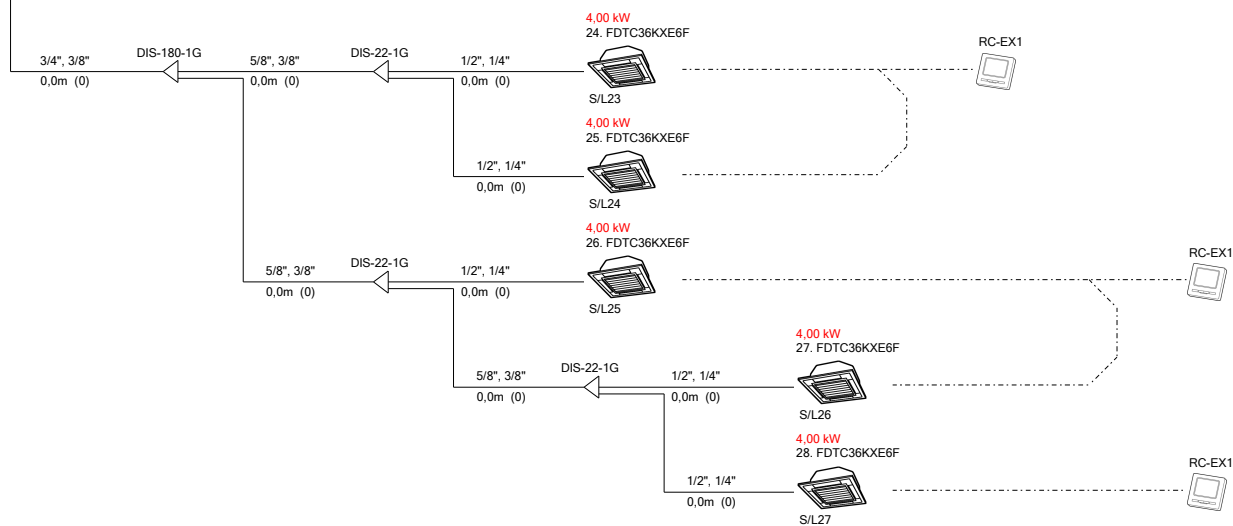 4,00 kW
24. FDTC36KXE6F
RC-EX1
3/4", 3/8"
DIS-180-1G
5/8", 3/8"
DIS-22-1G
1/2", 1/4"
0,0m (0)
0,0m (0)
0,0m (0)
S/L23
4,00 kW
25. FDTC36KXE6F
1/2", 1/4"
0,0m (0)
S/L24
4,00 kW
26. FDTC36KXE6F
RC-EX1
5/8", 3/8"
DIS-22-1G
1/2", 1/4"
0,0m (0)
0,0m (0)
S/L25
4,00 kW
27. FDTC36KXE6F
5/8", 3/8"
DIS-22-1G
1/2", 1/4"
0,0m (0)
0,0m (0)
S/L26
4,00 kW
28. FDTC36KXE6F
RC-EX1
1/2", 1/4"
0,0m (0)
S/L27